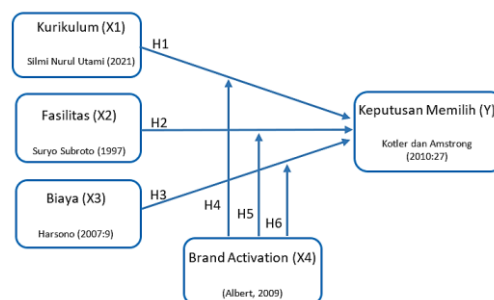 Kurikulum (X1)
Silmi Nurul Utami (2021)
H1
Fasilitas (X2)
Suryo Subroto (1997)
H2
Keputusan Memilih (Y)
Kotler dan Amstrong
(2010:27)
Biaya (X3)
Harsono (2007:9)
H3
H4
H5
H6
Brand Activation (X4)
(Albert, 2009)